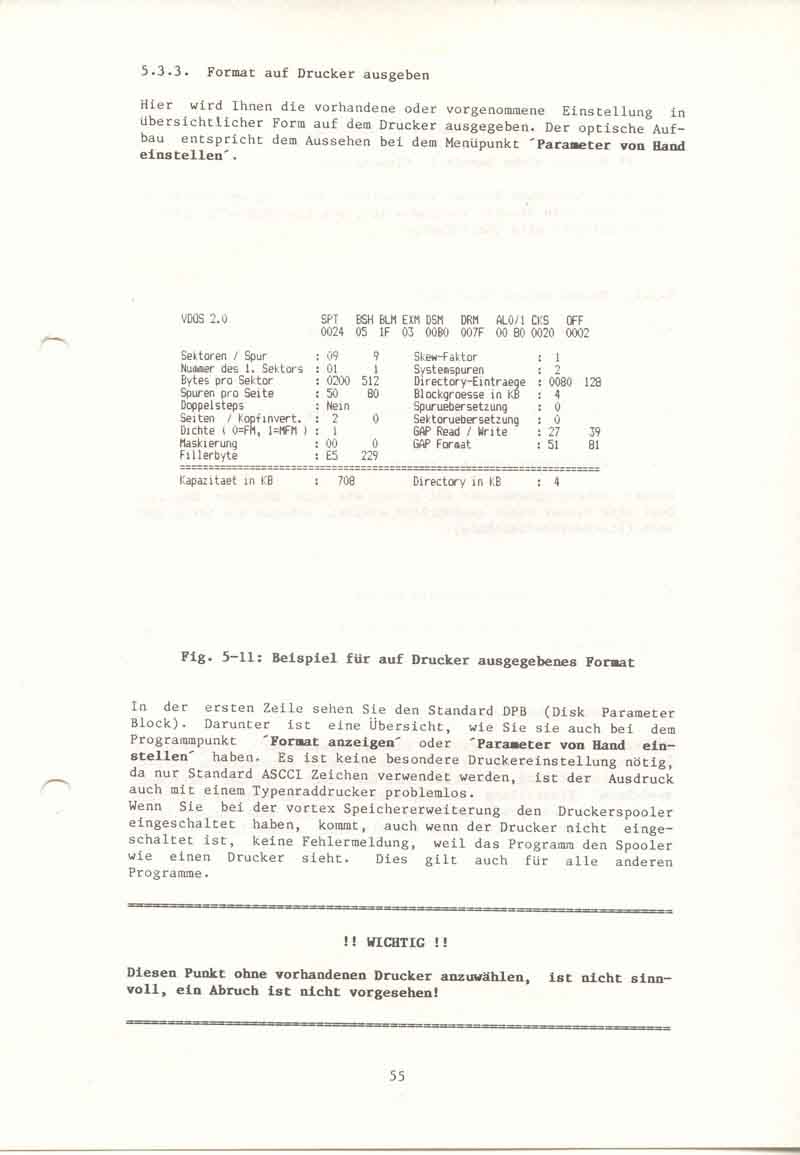 5.3.3. Format auf Drucker ausgeben
Hier wird Ihnen die vorhandene oder vorgenommene Einstellung in
übersichtlicher Form auf dem Drucker ausgegeben. Der optische Auf-
bau entspricht dem Aussehen bei dem Menüpunkt ´Parameter von Hand
einstellen´.
VDOS 2.0 SPT BSH BLM EXM DSM DRM AL0/1 CKS OFF
0024 05 1F 03 00B0 007F 00 80 0020 0002
Sektoren / Spur : 09 9 Skew-Faktor : 1
Nummer des 1. Sektors : 01 1 Systemspuren : 2
Bytes pro Sektor : 0200 512 Directory-Eintraege : 0080 128
Spuren pro Seite : 50 80 Blockgroesse in KB : 4
Doppelsteps : Nein Spuruebersetzung : 0
Seiten / Kopfinvert. : 2 0 Sektoruebersetzung : 0
Dichte ( 0=FM, 1=MFM ) : 1 GAP Read / Write : 27 39
Maskierung : 00 0 GAP Format : 51 81
Fillerbyte : E5 229
Kapazitaet in KB : 708 Directory in KB : 4
Fig. 5-11: Beispiel für auf Drucker ausgegebenes Format
In der ersten Zeile sehen Sie den Standard DPB (Disk Parameter
Block). Darunter ist eine Übersicht, wie Sie sie auch bei dem
Programmpunkt ´Format anzeigen´ oder ´Parameter von Hand ein-
stellen´ haben. Es ist keine besondere Druckereinstellung nötig,
da nur Standard ASCCI Zeichen verwendet werden, ist der Ausdruck
auch mit einem Typenraddrucker problemlos.
Wenn Sie bei der vortex Speichererweiterung den Druckerspooler
eingeschaltet haben, kommt, auch wenn der Drucker nicht einge-
schaltet ist, keine Fehlermeldung, weil das Programm den Spooler
wie einen Drucker sieht. Dies gilt auch für alle anderen
Programme.
!! WICHTIG !!
Diesen Punkt ohne vorhandenen Drucker anzuwählen, ist nicht sinn-
voll, ein Abruch ist nicht vorgesehen!
55